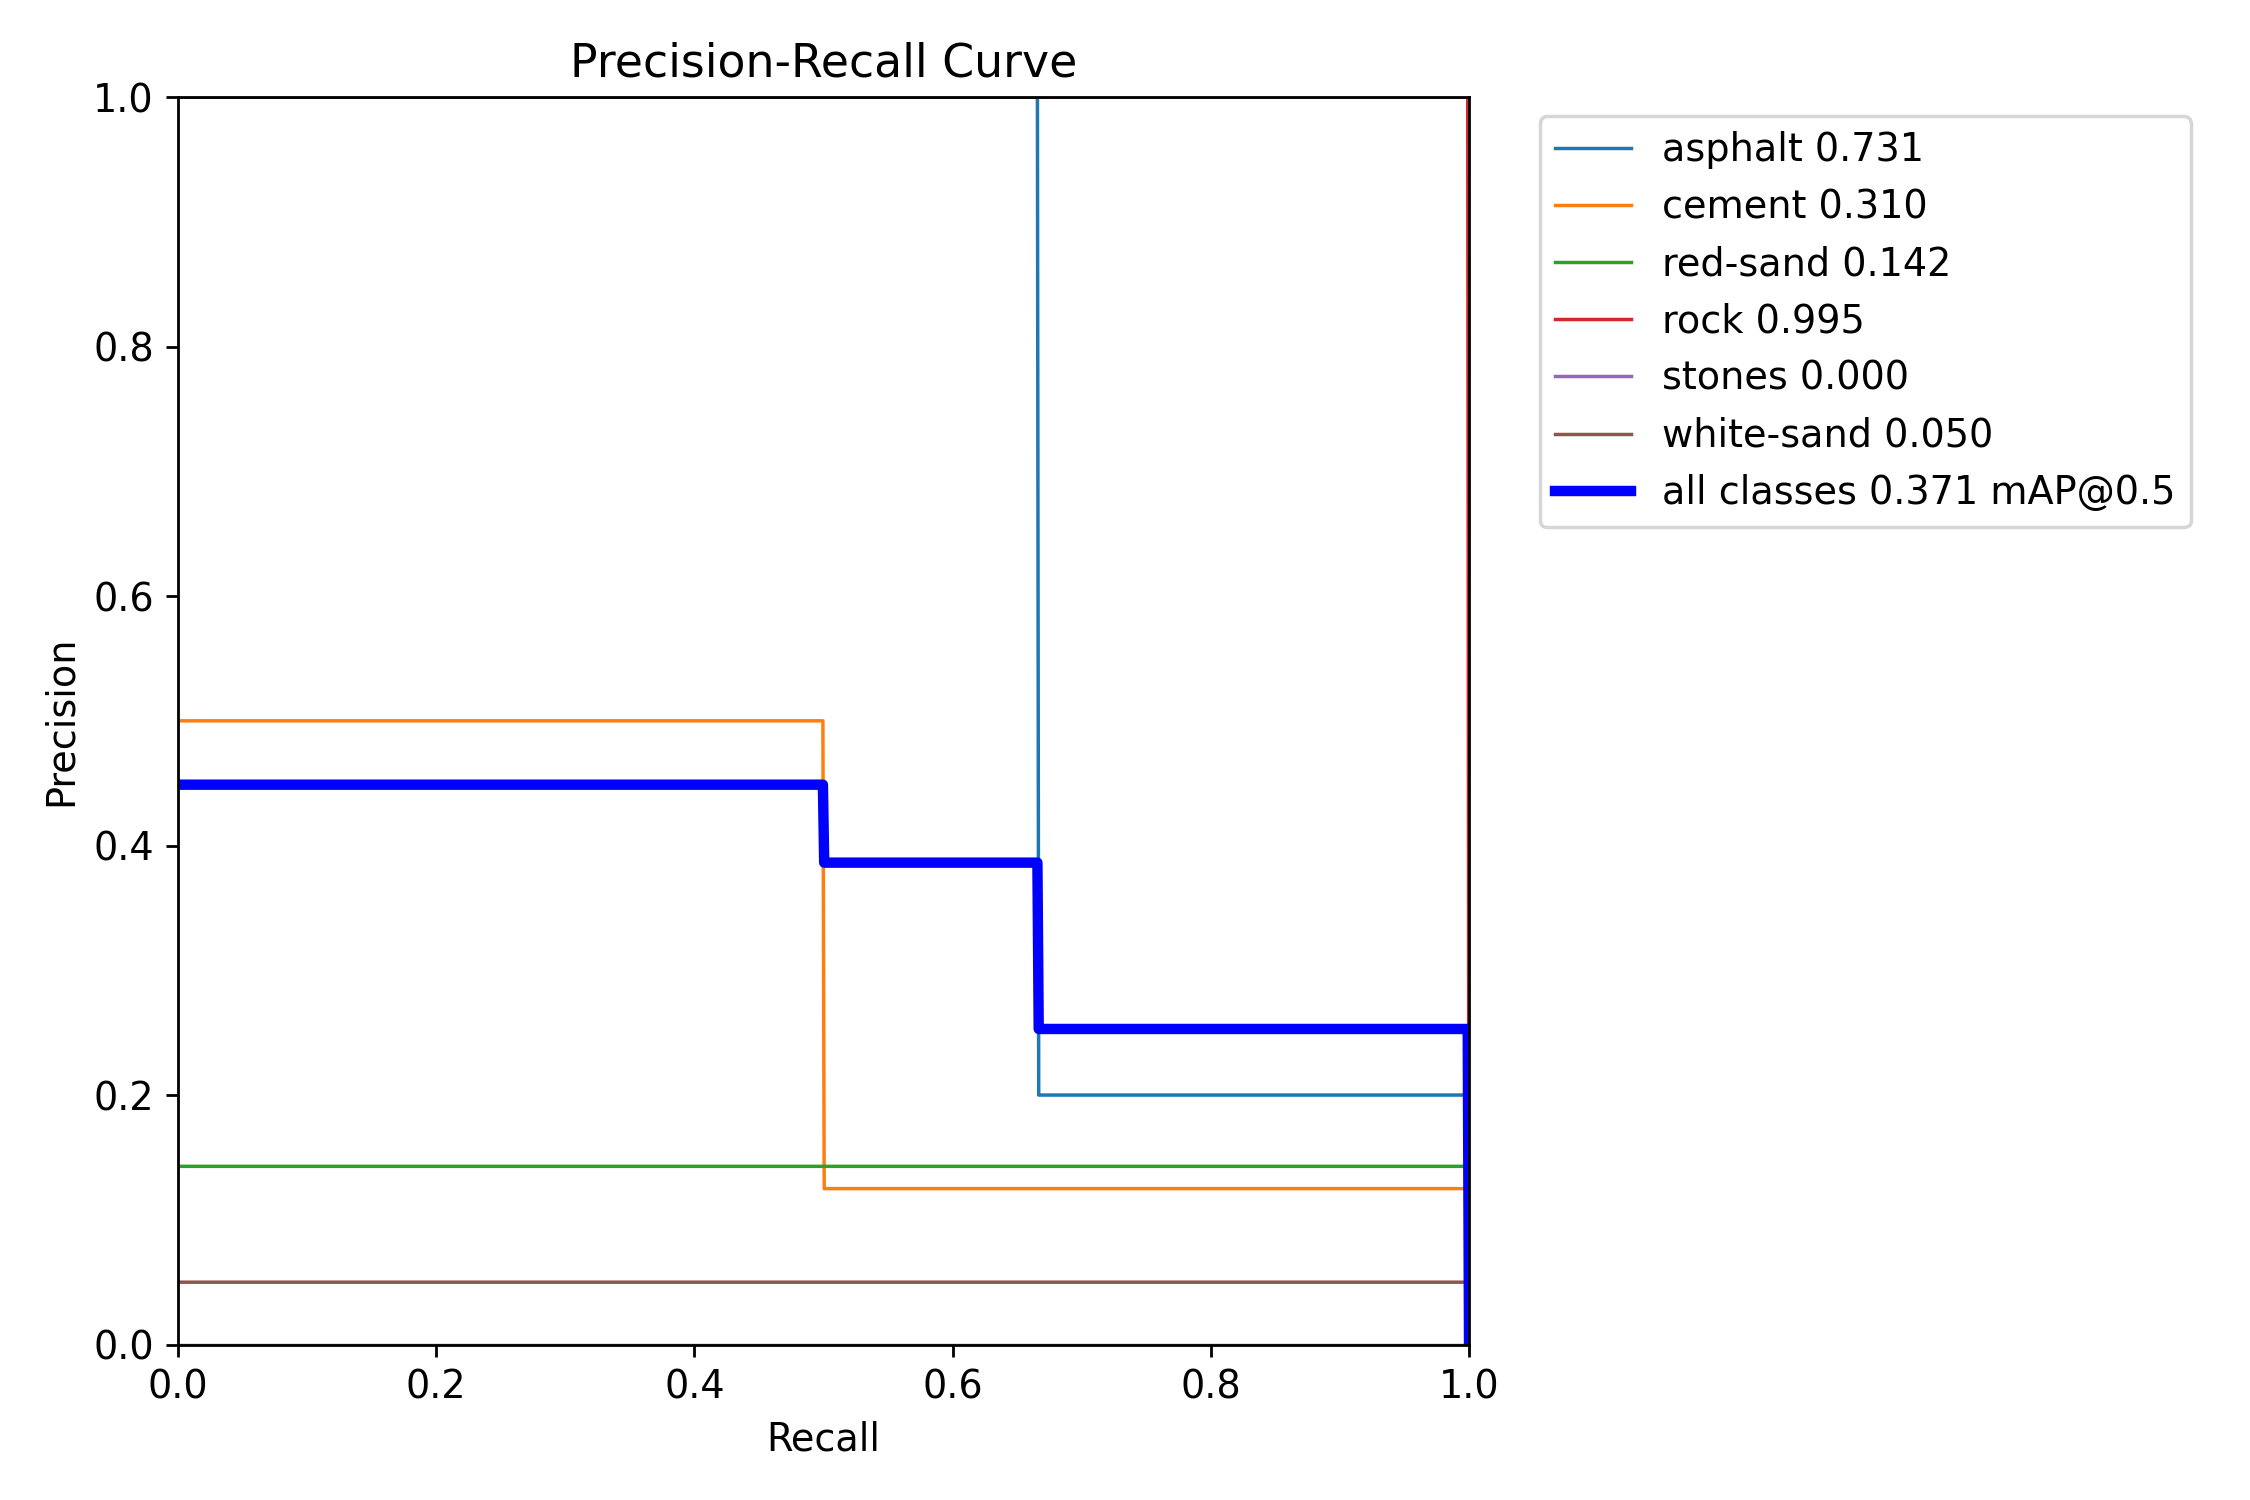 Precision-Recall Curve
1.0
0.8
0.6
0.4
0.2
0.0
Precision
0.0 0.2 0.4 0.6 0.8 1.0
Recall
asphalt 0.731
cement 0.310
red-sand 0.142
rock 0.995
stones 0.000
white-sand 0.050
all classes 0.371 mAP@0.5